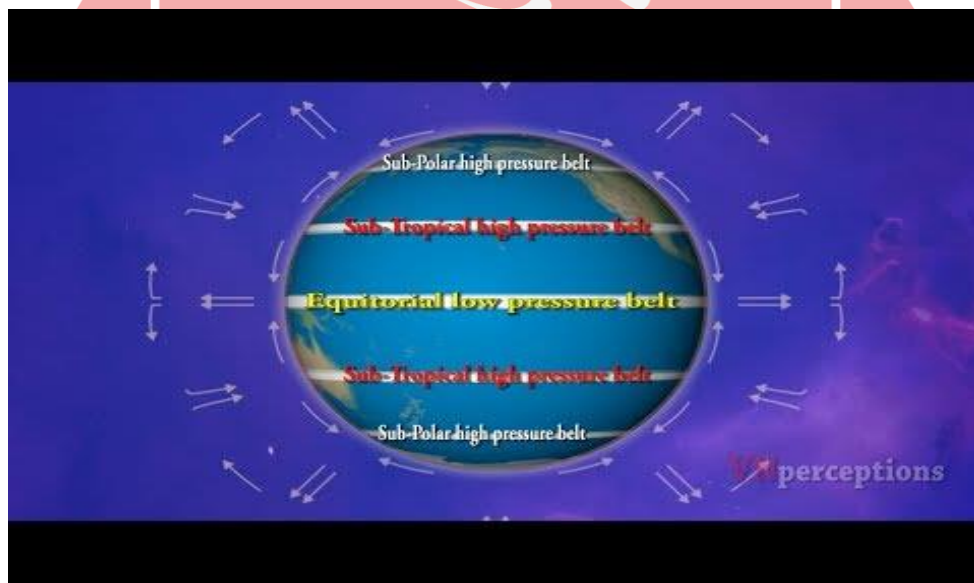 Sub-Polar high pressure belt
Sub-Tropical high pressure belt
Equitorial low pressure belt
Sub-Tropical high pressure belt
Sub-Polar high pressure belt
perceptions